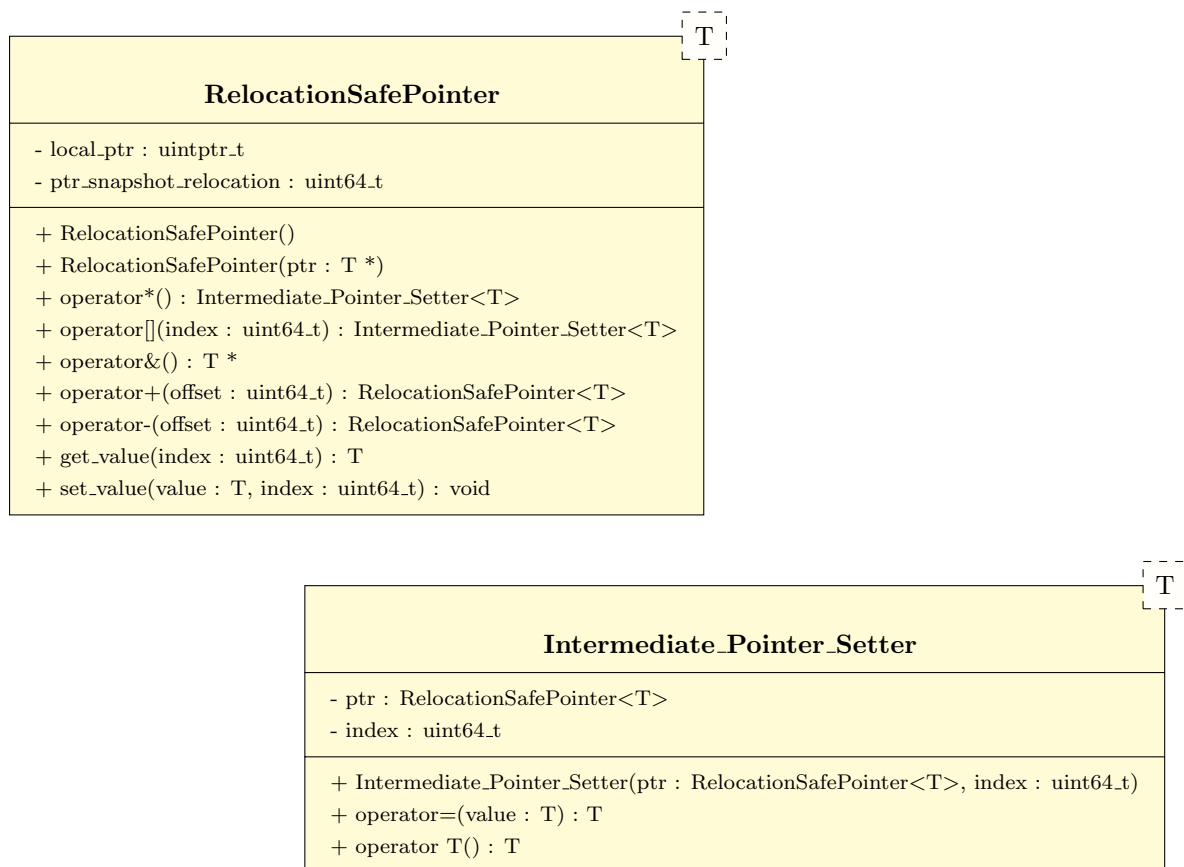 T
RelocationSafePointer
- local_ptr : uintptr_t
- ptr_snapshot_relocation : uint64_t
+ RelocationSafePointer()
+ RelocationSafePointer(ptr : T *)
+ operator*() : Intermediate_Pointer_Setter<T>
+ operator[](index : uint64_t) : Intermediate_Pointer_Setter<T>
+ operator&() : T *
+ operator+(offset : uint64_t) : RelocationSafePointer<T>
+ operator-(offset : uint64_t) : RelocationSafePointer<T>
+ get_value(index : uint64_t) : T
+ set_value(value : T, index : uint64_t) : void
T
Intermediate_Pointer_Setter
- ptr : RelocationSafePointer<T>
- index : uint64_t
+ Intermediate_Pointer_Setter(ptr : RelocationSafePointer<T>, index : uint64_t)
+ operator=(value : T) : T
+ operator T() : T